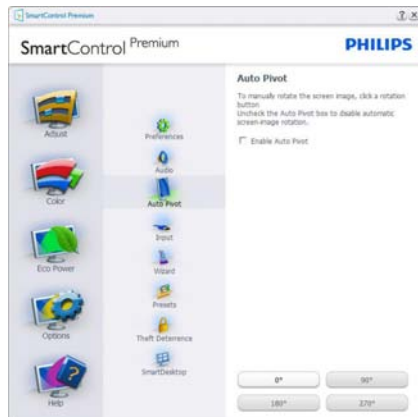 SmartControl Premium
? X
SmartControl Premium
PHILIPS
Adjust
Color
Eco Power
Options
Help
Preferences
Audio
Auto Pivot
Input
Wizard
Presets
Theft Deterrence
SmartDesktop
Auto Pivot
To manually rotate the screen image, click a rotation
button
Uncheck the Auto Pivot box to disable automatic
screen-image rotation.
Enable Auto Pivot
0°
90°
180°
270°